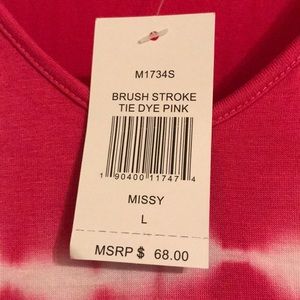 M1734S
BRUSH STROKE
TIE DYE PINK
1 90400 11747 4
MISSY
L
MSRP $ 68.00